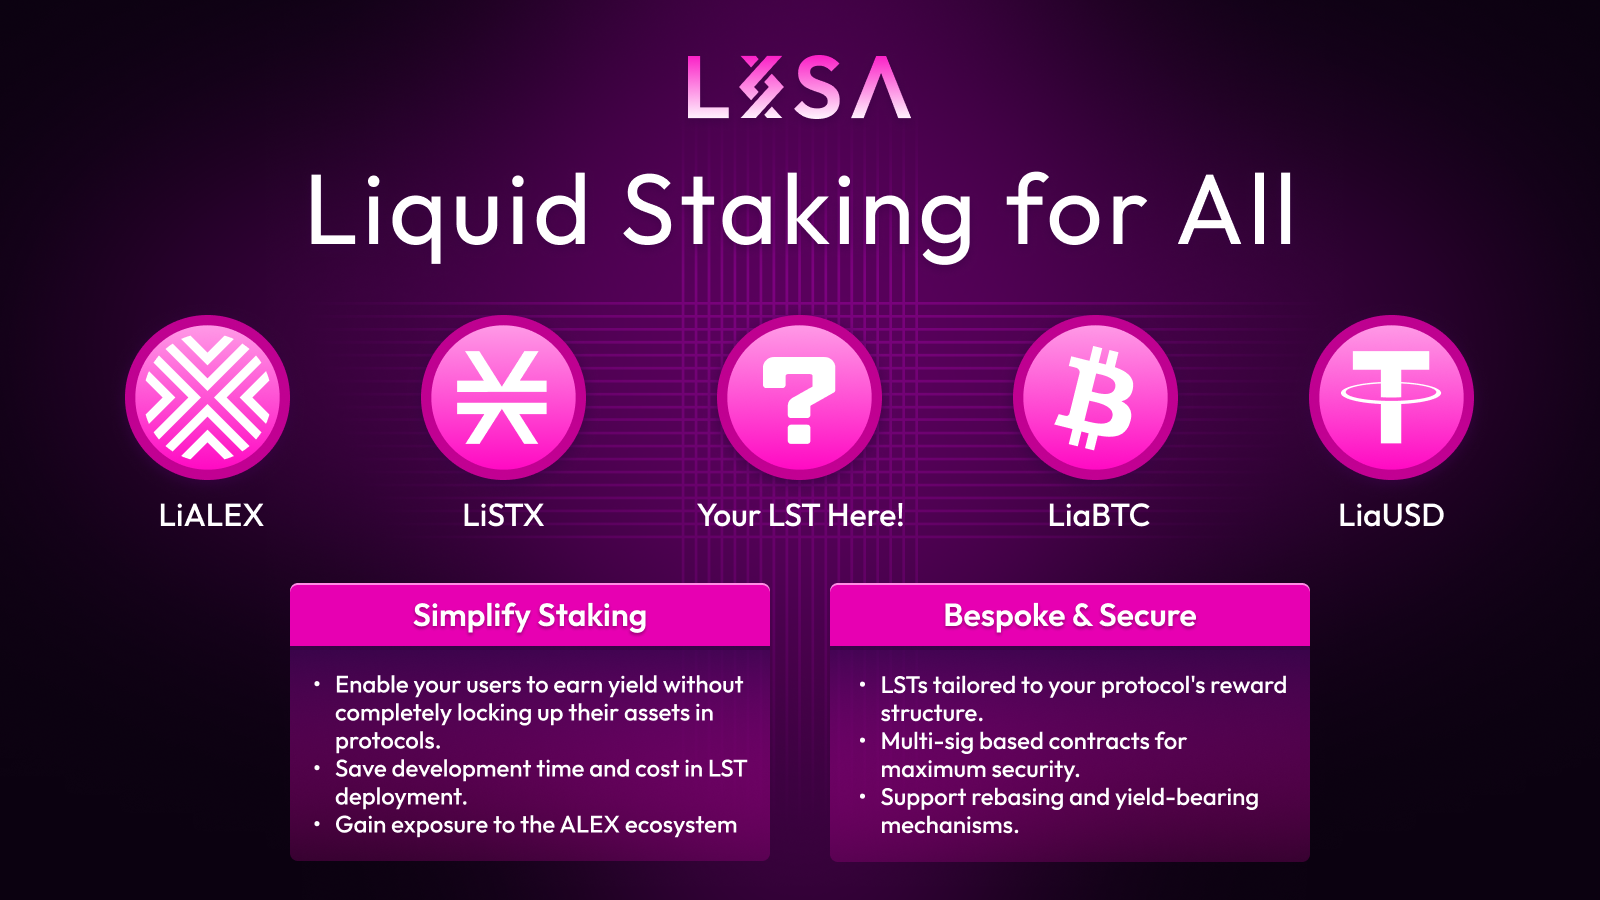 LISA
Liquid Staking for All
LiALEX
LiSTX
Your LST Here!
LiaBTC
LiaUSD
Simplify Staking
• Enable your users to earn yield without
completely locking up their assets in
protocols.
• Save development time and cost in LST
deployment.
• Gain exposure to the ALEX ecosystem
Bespoke & Secure
• LSTs tailored to your protocol's reward
structure.
• Multi-sig based contracts for
maximum security.
• Support rebasing and yield-bearing
mechanisms.